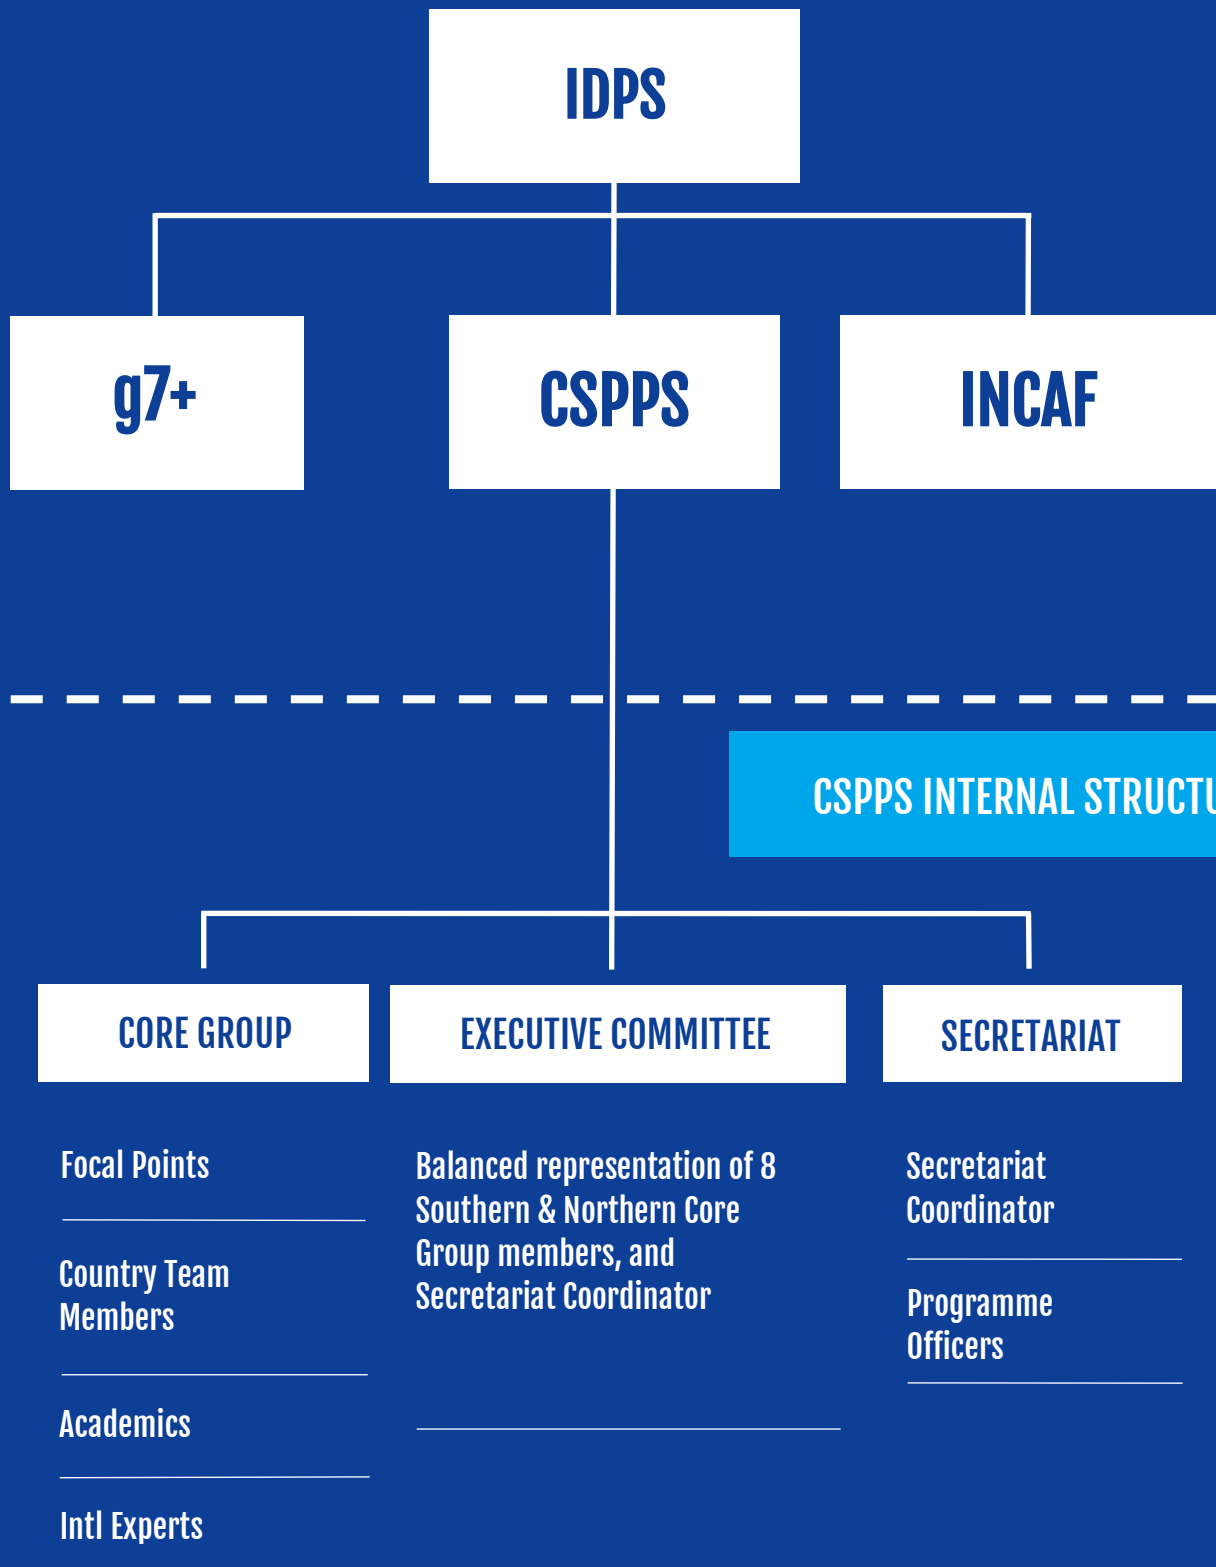 IDPS
g7+
CSPPS
INCAF
CSPPS INTERNAL STRUCTU
CORE GROUP
EXECUTIVE COMMITTEE
SECRETARIAT
Focal Points
Country Team
Members
Academics
Intl Experts
Balanced representation of 8
Southern & Northern Core
Group members, and
Secretariat Coordinator
Secretariat
Coordinator
Programme
Officers